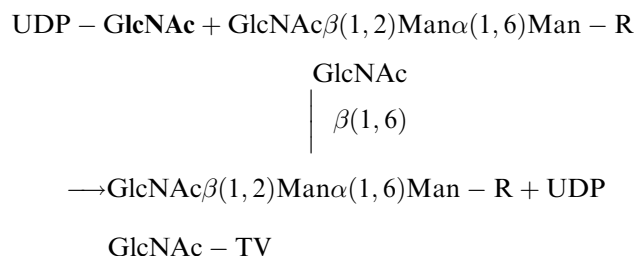 UDP – GlcNAc + GlcNAcβ(1, 2)Manα(1, 6)Man – R
GlcNAc
β(1, 6)
⟶GlcNAcβ(1, 2)Manα(1, 6)Man – R + UDP
GlcNAc – TV